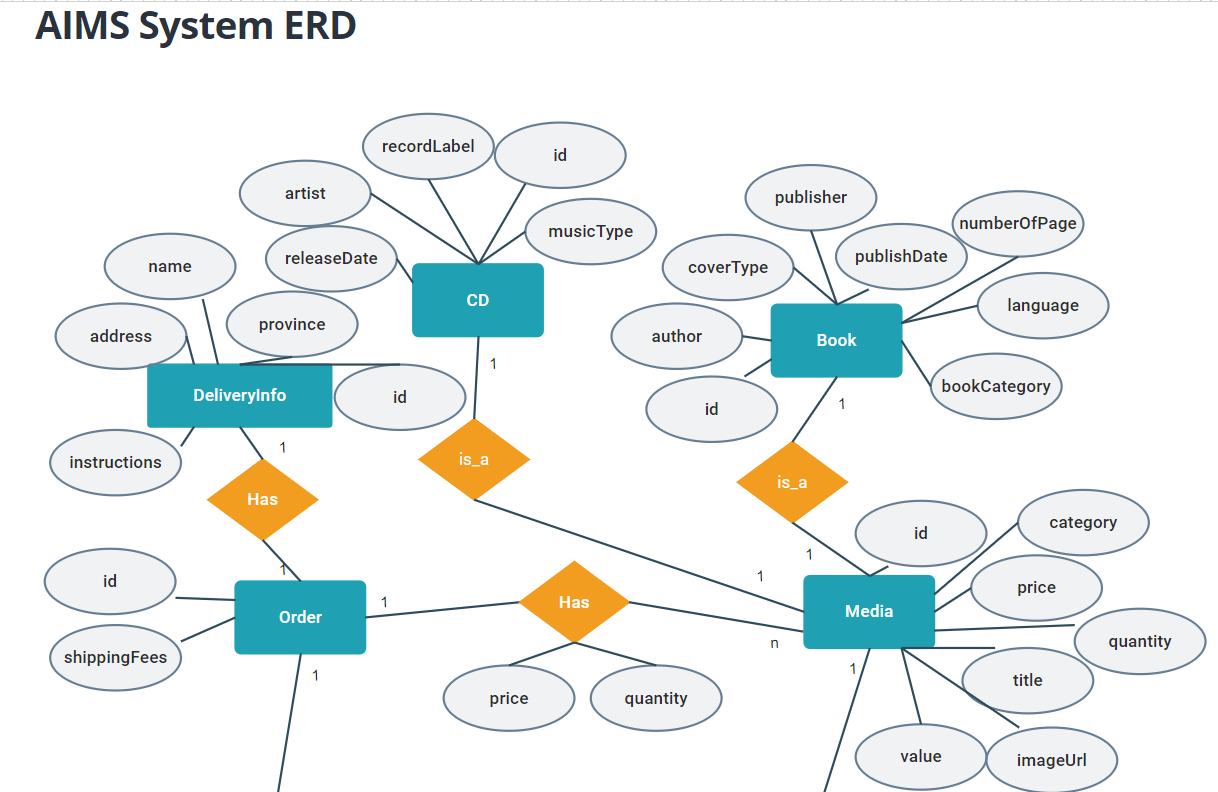 AIMS System ERD
recordLabel
id
artist
musicType
releaseDate
CD
publisher
numberOfPage
publishDate
coverType
language
author
Book
bookCategory
id
name
province
address
DeliveryInfo
id
instructions
1
1
1
is_a
is_a
Has
1
1
1
id
category
price
quantity
title
value
imageUrl
Media
id
Order
shippingFees
1
Has
n
1
1
price
quantity